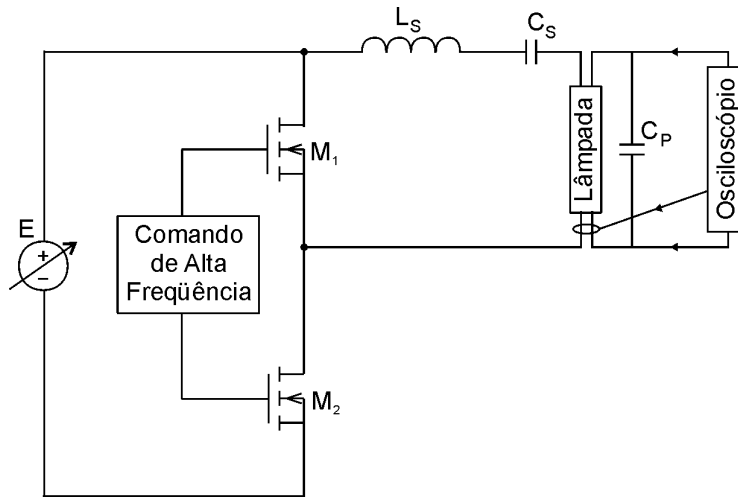 L_S
C_S
M_1
Lâmpada
C_P
Osciloscópio
E
+
−
Comando
de Alta
Freqüência
M_2